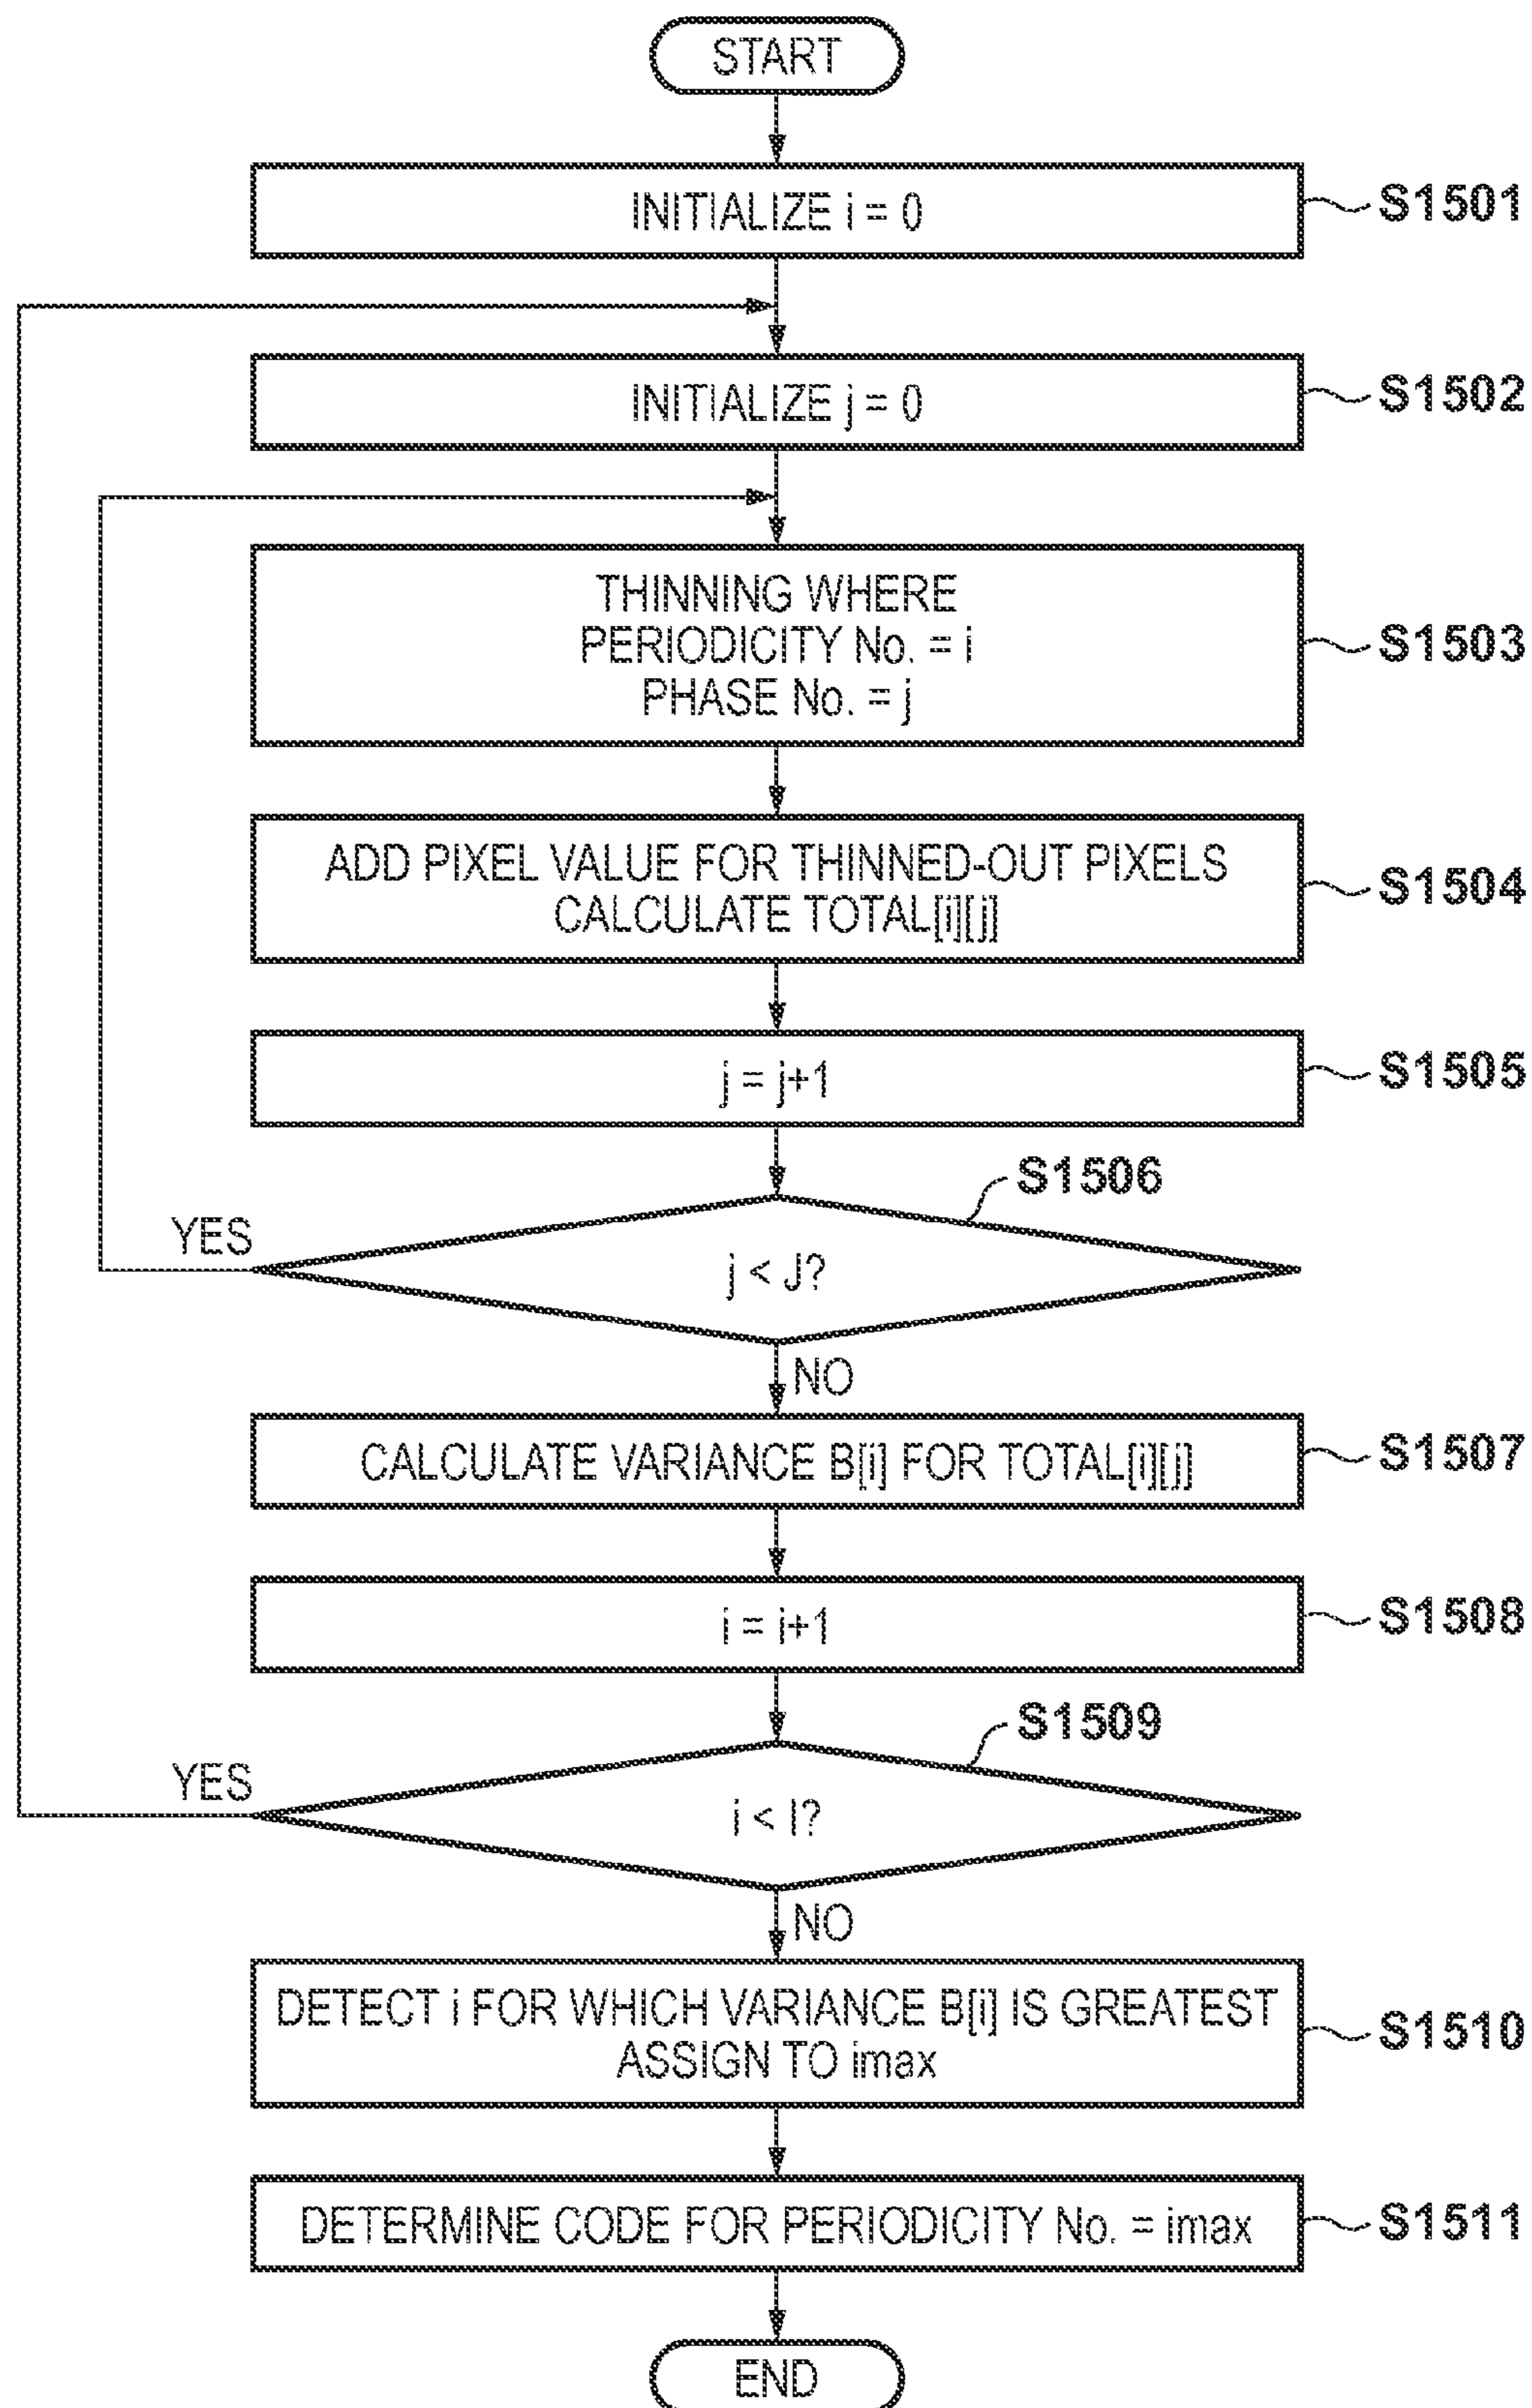 START
INITIALIZE i = 0
S1501
INITIALIZE j = 0
S1502
THINNING WHERE
PERIODICITY No. = i
PHASE No. = j
S1503
ADD PIXEL VALUE FOR THINNED-OUT PIXELS
CALCULATE TOTAL[i][j]
S1504
j = j+1
S1505
S1506
YES
j < J?
NO
CALCULATE VARIANCE B[i] FOR TOTAL[i][j]
S1507
i = i+1
S1508
S1509
YES
i < I?
NO
DETECT i FOR WHICH VARIANCE B[i] IS GREATEST
ASSIGN TO imax
S1510
DETERMINE CODE FOR PERIODICITY No. = imax
S1511
END